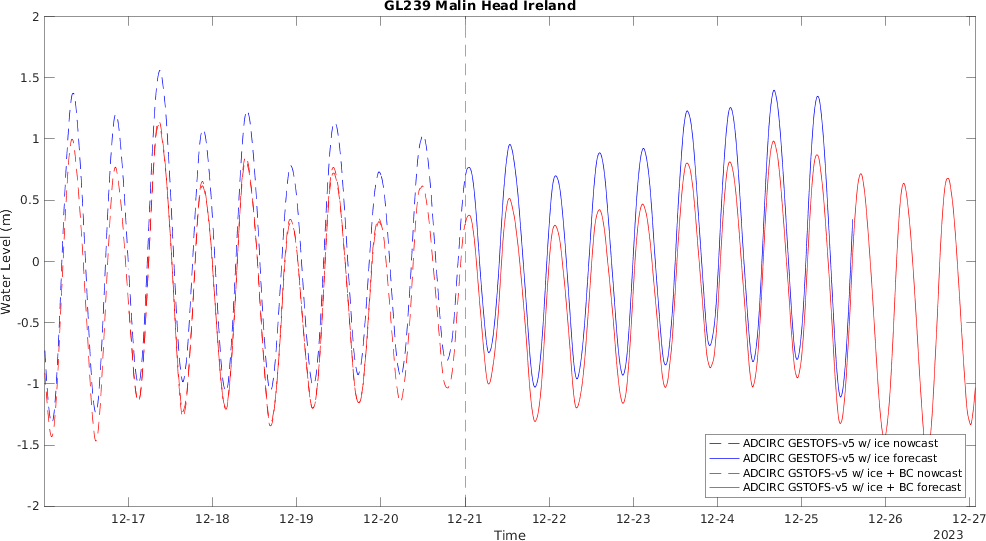 GL239 Malin Head Ireland
2
1.5
1
0.5
0
-0.5
-1
-1.5
-2
Water Level (m)
ADCIRC GESTOFS-v5 w/ ice nowcast
ADCIRC GESTOFS-v5 w/ ice forecast
ADCIRC GSTOFS-v5 w/ ice + BC nowcast
ADCIRC GSTOFS-v5 w/ ice + BC forecast
12-17 12-18 12-19 12-20 12-21 12-22 12-23 12-24 12-25 12-26 12-27
Time
2023